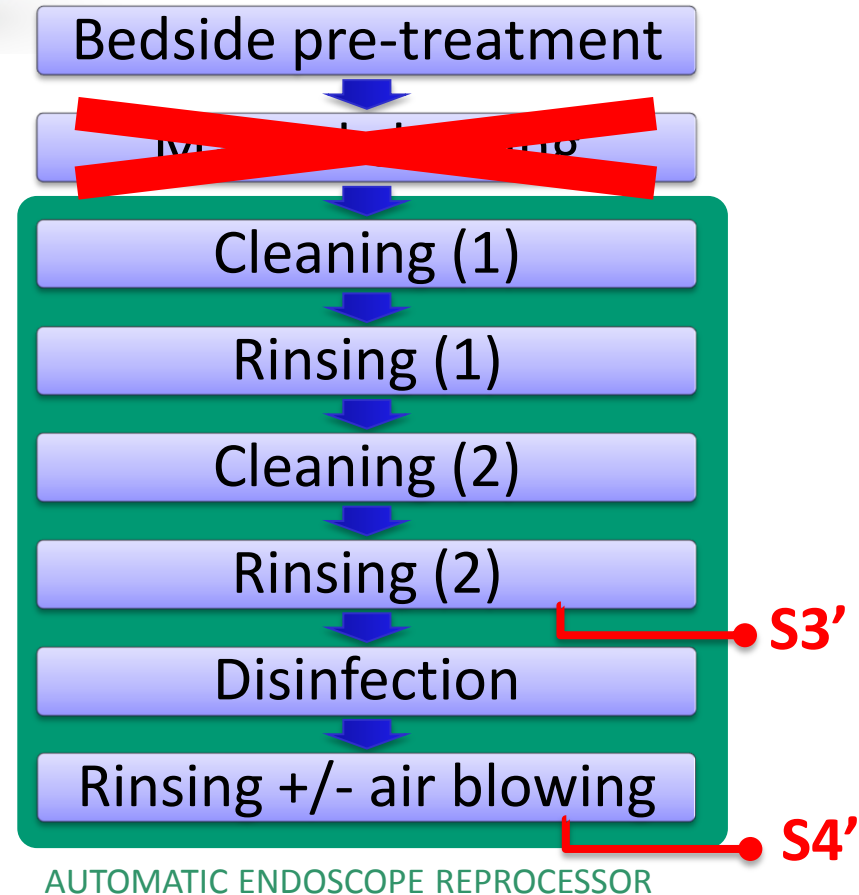 Bedside pre-treatment
Cleaning (1)
Rinsing (1)
Cleaning (2)
Rinsing (2)
S3’
Disinfection
Rinsing +/- air blowing
S4’
AUTOMATIC ENDOSCOPE REPROCESSOR